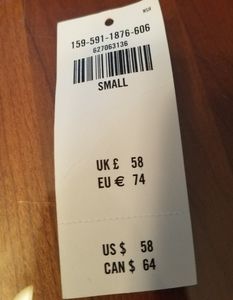 159-591-1876-606
627063136
SMALL
UK £ 58
EU € 74
US $ 58
CAN $ 64